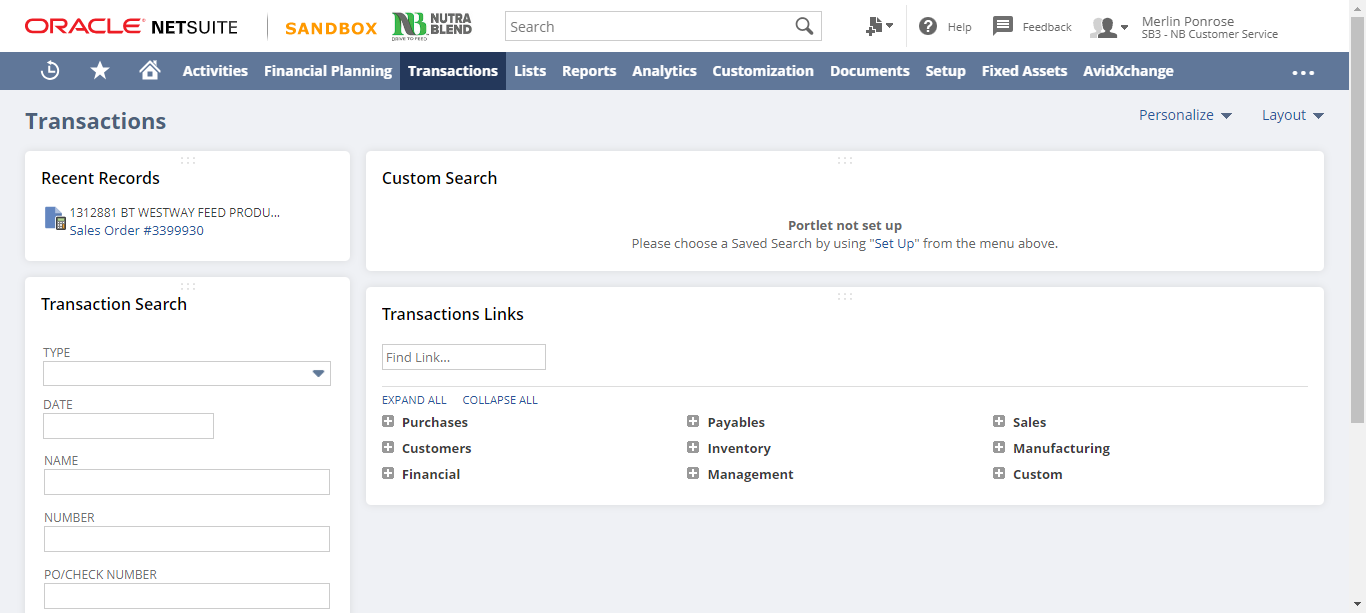 ORACLE NETSUITE
SANDBOX
NB NUTRA BLEND
DRIVE TO FEED
Search
Help
Feedback
Merlin Ponrose
SB3 - NB Customer Service
Activities Financial Planning Transactions Lists Reports Analytics Customization Documents Setup Fixed Assets AvidXchange
Transactions
Personalize
Layout
Recent Records
1312881 BT WESTWAY FEED PRODU...
Sales Order #3399930
Custom Search
Portlet not set up
Please choose a Saved Search by using "Set Up" from the menu above.
Transaction Search
TYPE
DATE
NAME
NUMBER
PO/CHECK NUMBER
Transactions Links
Find Link...
EXPAND ALL COLLAPSE ALL
Purchases Payables Sales
Customers Inventory Manufacturing
Financial Management Custom